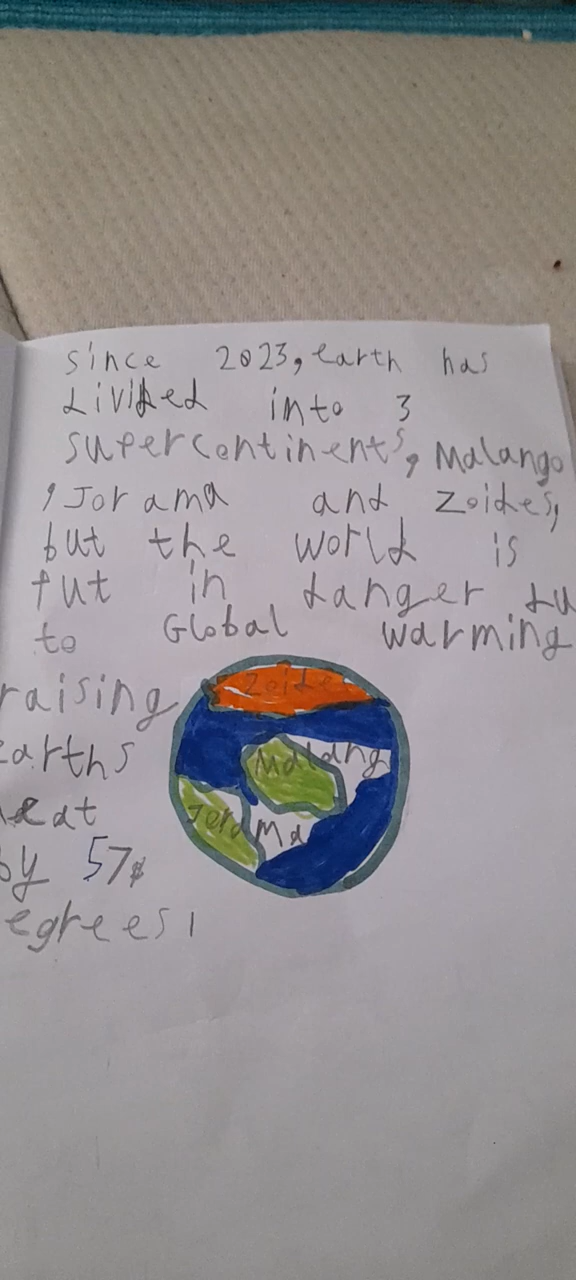 since 2023, earth has
divided into 3
supercontinents, Malango
, Jorama and Zoides,
but the world is
put in danger du
to Global warming
raising
earths
heat
by 57
egrees
Zoides
Malang
Jorama